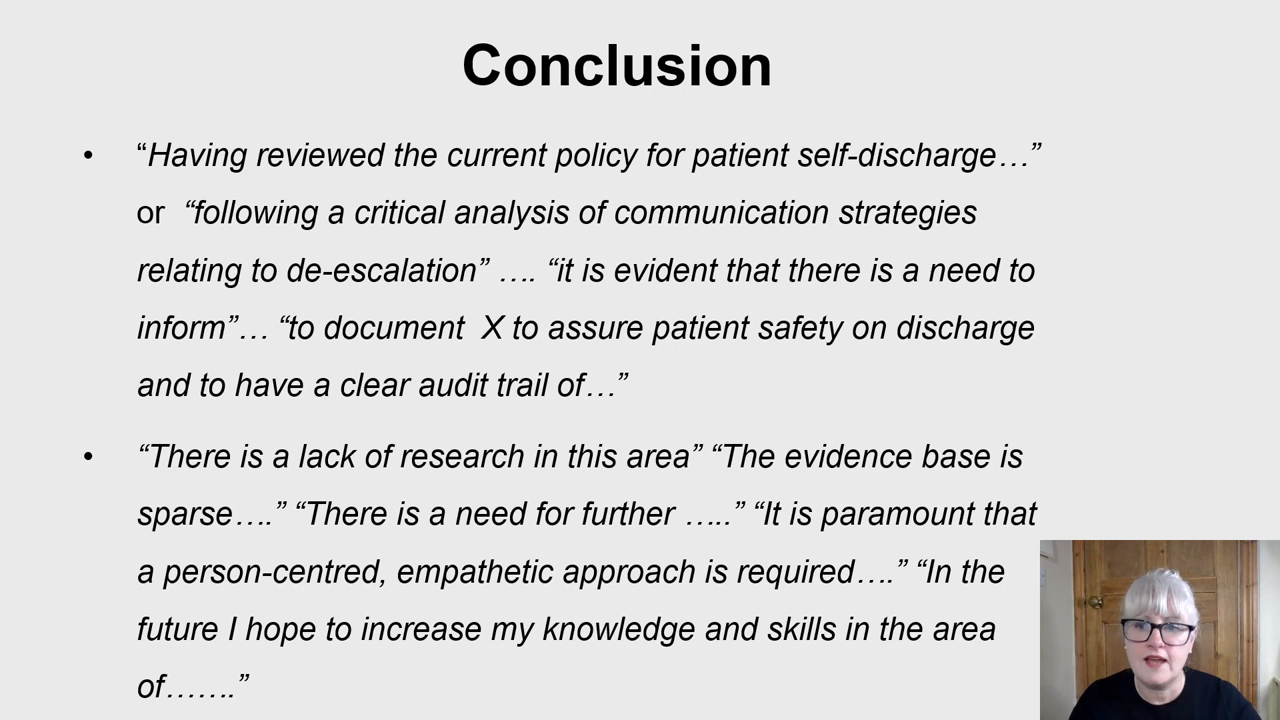 Conclusion
• “Having reviewed the current policy for patient self-discharge…”
or “following a critical analysis of communication strategies
relating to de-escalation” …. “it is evident that there is a need to
inform”… “to document X to assure patient safety on discharge
and to have a clear audit trail of…”
• “There is a lack of research in this area” “The evidence base is
sparse….” “There is a need for further …..” “It is paramount that
a person-centred, empathetic approach is required….” “In the
future I hope to increase my knowledge and skills in the area
of…….”